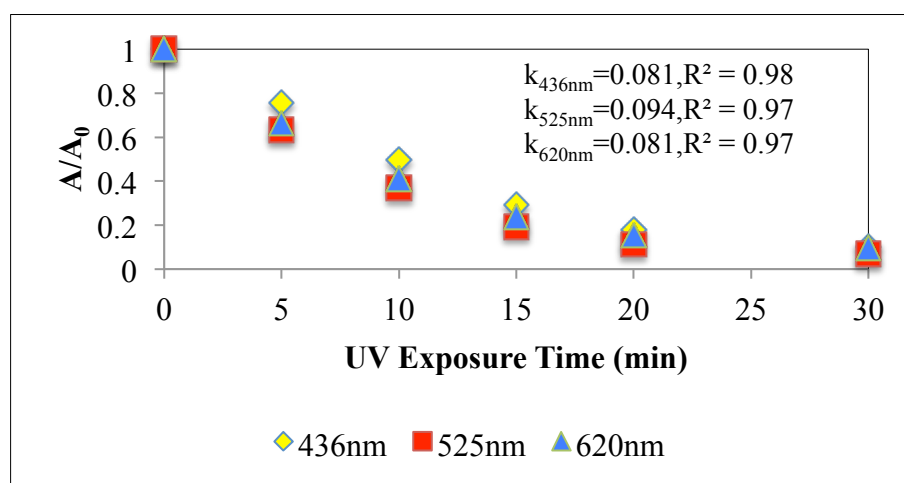 k436nm=0.081,R² = 0.98
k525nm=0.094,R² = 0.97
k620nm=0.081,R² = 0.97
A/A0
1
0.8
0.6
0.4
0.2
0
0 5 10 15 20 25 30
UV Exposure Time (min)
436nm 525nm 620nm